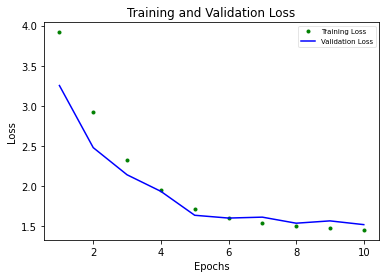 Training and Validation Loss
Training Loss
Validation Loss
4.0
3.5
3.0
2.5
2.0
1.5
Loss
2 4 6 8 10
Epochs